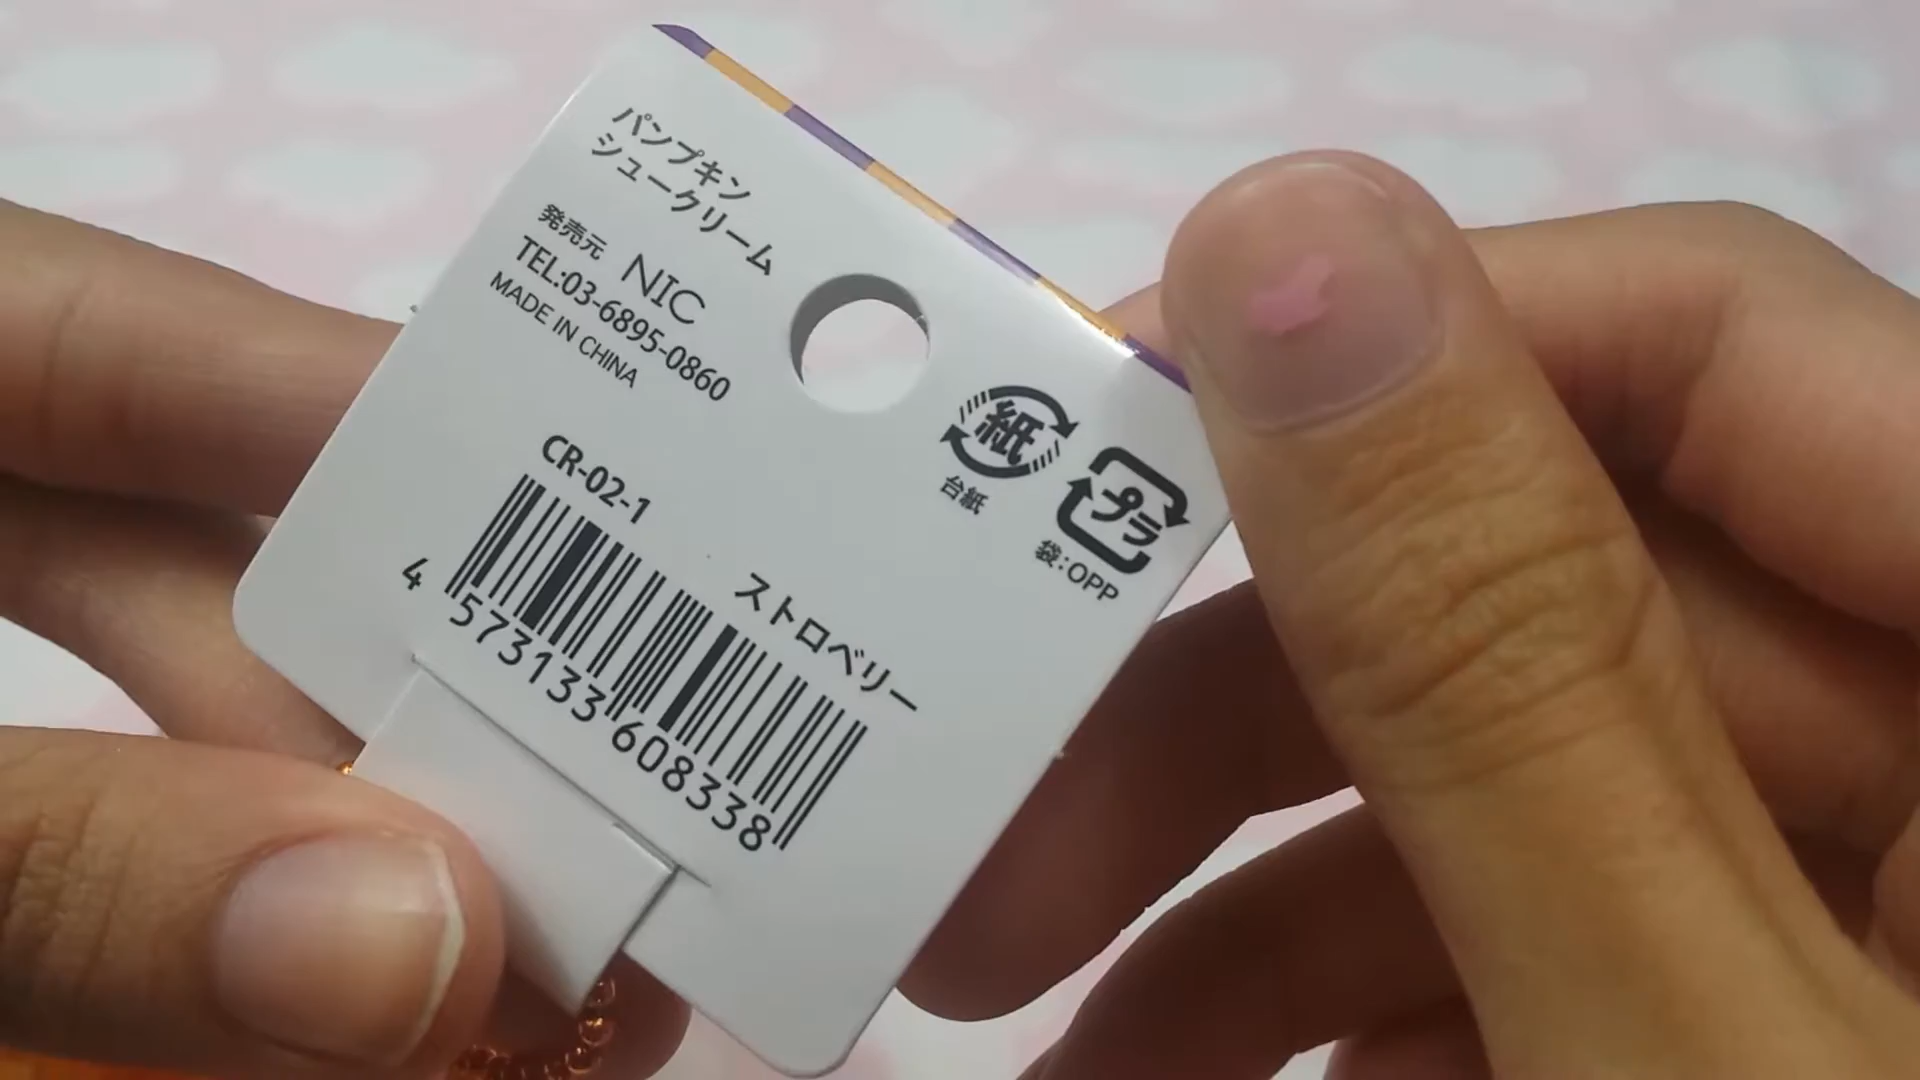 パンプキン
シュークリーム
発売元 NIC
TEL:03-6895-0860
MADE IN CHINA
紙
台紙
プラ
袋:OPP
CR-02-1
ストロベリー
4 573133 608338